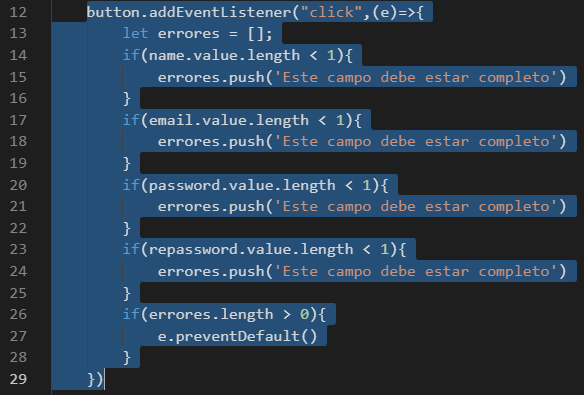 12 button.addEventListener("click",(e)=>{
13 let errores = [];
14 if(name.value.length < 1){
15 errores.push('Este campo debe estar completo')
16 }
17 if(email.value.length < 1){
18 errores.push('Este campo debe estar completo')
19 }
20 if(password.value.length < 1){
21 errores.push('Este campo debe estar completo')
22 }
23 if(repassword.value.length < 1){
24 errores.push('Este campo debe estar completo')
25 }
26 if(errores.length > 0){
27 e.preventDefault()
28 }
29 })